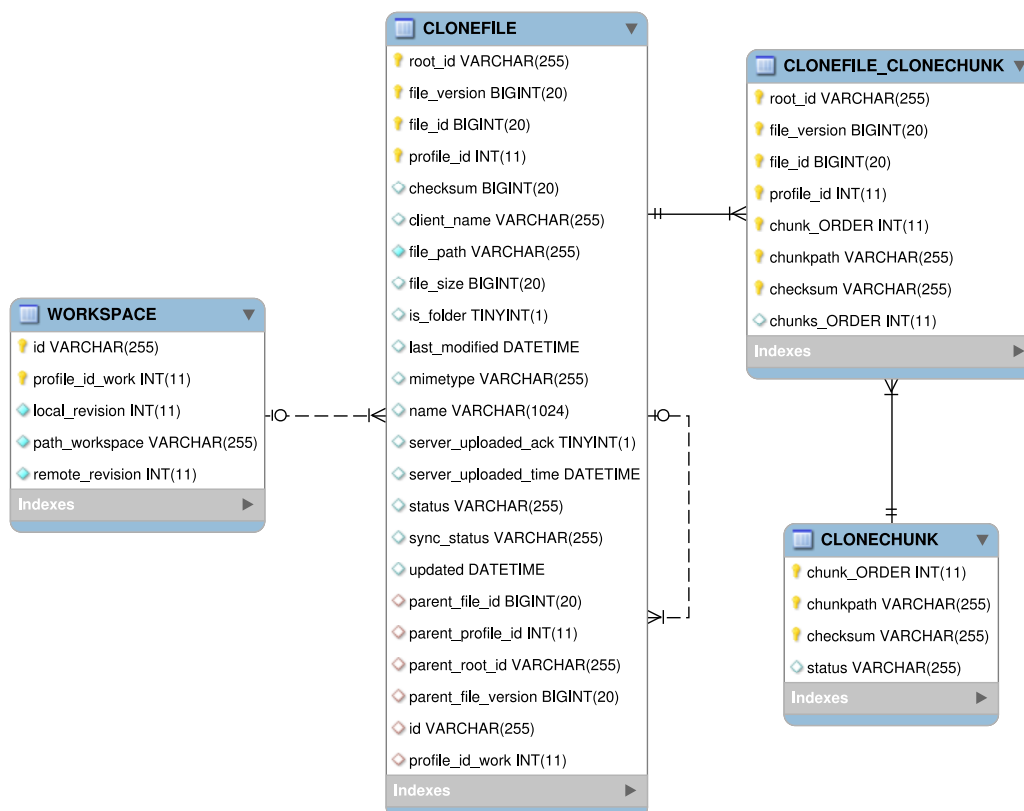 CLONEFILE
root_id VARCHAR(255)
file_version BIGINT(20)
file_id BIGINT(20)
profile_id INT(11)
checksum BIGINT(20)
client_name VARCHAR(255)
file_path VARCHAR(255)
file_size BIGINT(20)
is_folder TINYINT(1)
last_modified DATETIME
mimetype VARCHAR(255)
name VARCHAR(1024)
server_uploaded_ack TINYINT(1)
server_uploaded_time DATETIME
status VARCHAR(255)
sync_status VARCHAR(255)
updated DATETIME
parent_file_id BIGINT(20)
parent_profile_id INT(11)
parent_root_id VARCHAR(255)
parent_file_version BIGINT(20)
id VARCHAR(255)
profile_id_work INT(11)
Indexes
CLONEFILE_CLONECHUNK
root_id VARCHAR(255)
file_version BIGINT(20)
file_id BIGINT(20)
profile_id INT(11)
chunk_ORDER INT(11)
chunkpath VARCHAR(255)
checksum VARCHAR(255)
chunks_ORDER INT(11)
Indexes
WORKSPACE
id VARCHAR(255)
profile_id_work INT(11)
local_revision INT(11)
path_workspace VARCHAR(255)
remote_revision INT(11)
Indexes
CLONECHUNK
chunk_ORDER INT(11)
chunkpath VARCHAR(255)
checksum VARCHAR(255)
status VARCHAR(255)
Indexes